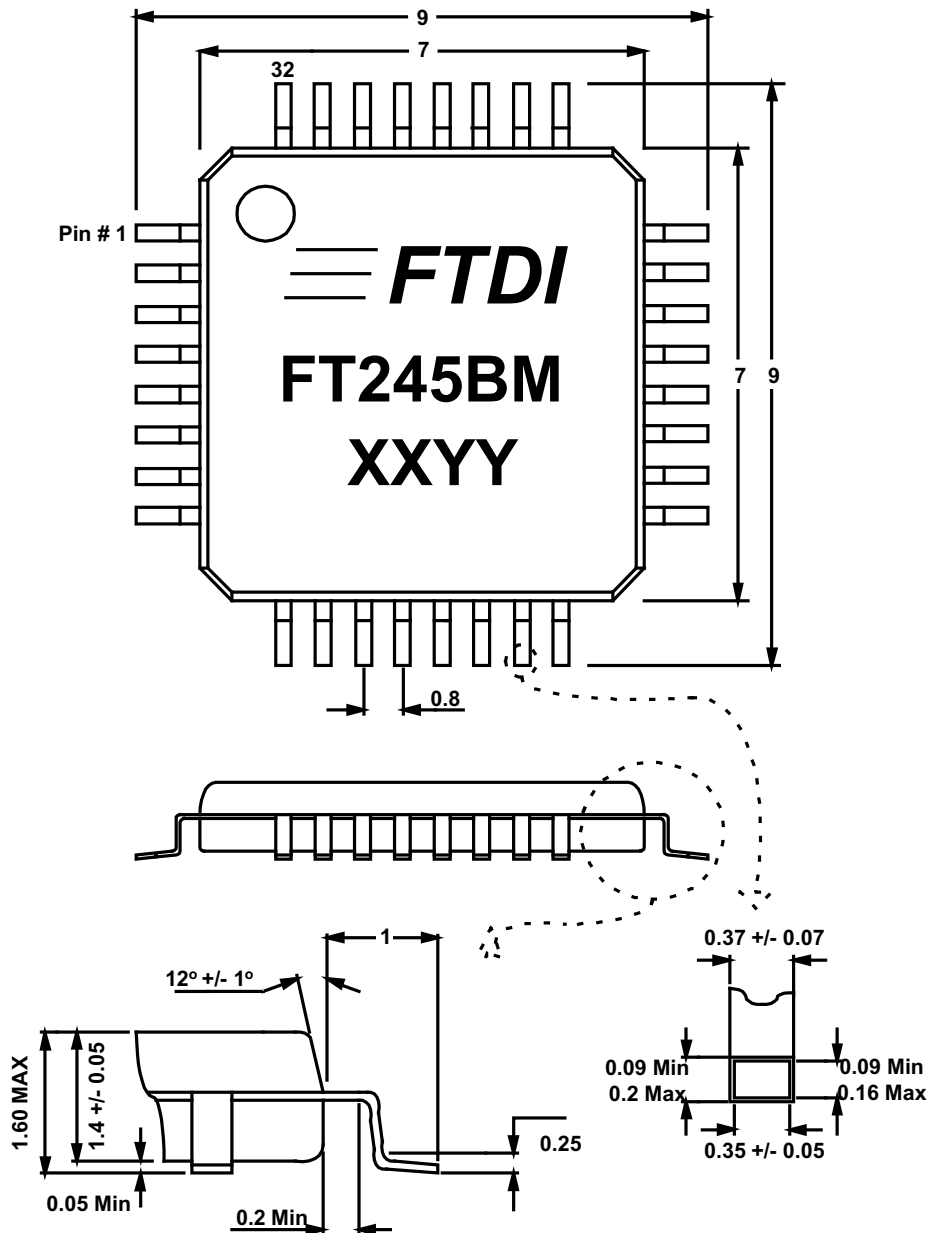 9
7
32
Pin # 1
FTDI
FT245BM
XXYY
7
9
0.8
1
12º +/- 1º
1.60 MAX
1.4 +/- 0.05
0.05 Min
0.2 Min
0.25
0.37 +/- 0.07
0.09 Min
0.2 Max
0.09 Min
0.16 Max
0.35 +/- 0.05